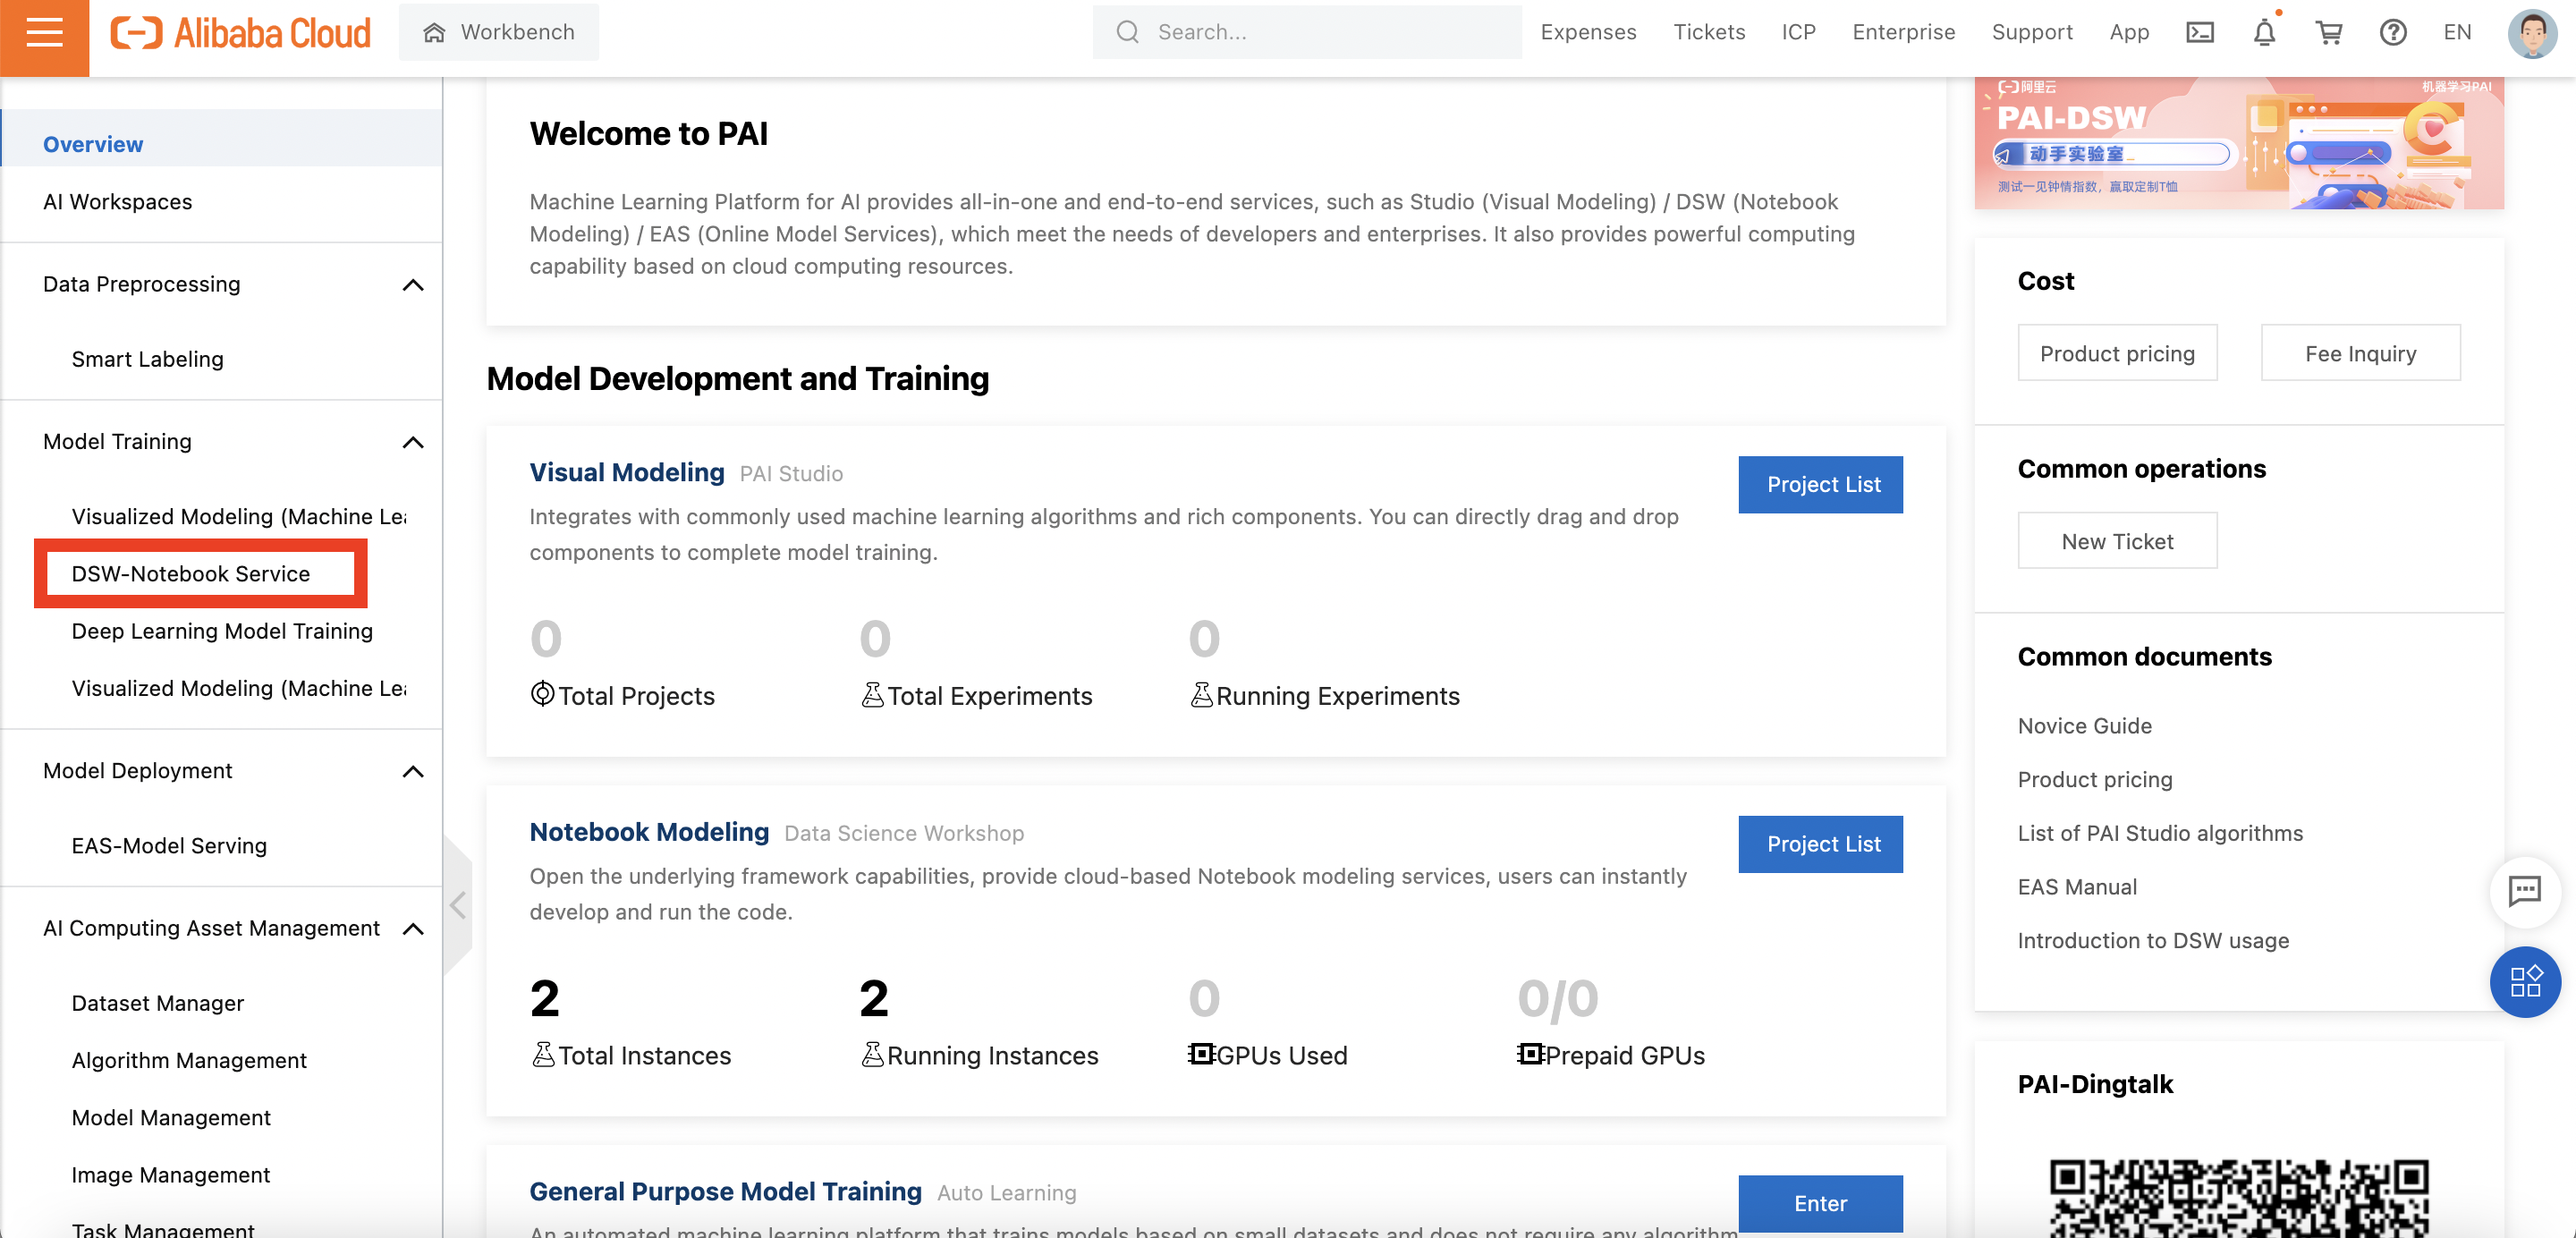 Alibaba Cloud
Workbench
Search...
Expenses
Tickets
ICP
Enterprise
Support
App
EN
Overview
AI Workspaces
Data Preprocessing
Smart Labeling
Model Training
Visualized Modeling (Machine Lea
DSW-Notebook Service
Deep Learning Model Training
Visualized Modeling (Machine Lea
Model Deployment
EAS-Model Serving
AI Computing Asset Management
Dataset Manager
Algorithm Management
Model Management
Image Management
Task Management
Welcome to PAI
Machine Learning Platform for AI provides all-in-one and end-to-end services, such as Studio (Visual Modeling) / DSW (Notebook
Modeling) / EAS (Online Model Services), which meet the needs of developers and enterprises. It also provides powerful computing
capability based on cloud computing resources.
Model Development and Training
Visual Modeling PAI Studio
Project List
Integrates with commonly used machine learning algorithms and rich components. You can directly drag and drop
components to complete model training.
0
Total Projects
0
Total Experiments
0
Running Experiments
Notebook Modeling Data Science Workshop
Project List
Open the underlying framework capabilities, provide cloud-based Notebook modeling services, users can instantly
develop and run the code.
2
Total Instances
2
Running Instances
0
GPUs Used
0/0
Prepaid GPUs
General Purpose Model Training Auto Learning
Enter
An automated machine learning platform that trains models based on small datasets and does not require any algorithm
阿里云
机器学习PAI
PAI-DSW
动手实验室_
测试一见钟情指数，赢取定制T恤
Cost
Product pricing
Fee Inquiry
Common operations
New Ticket
Common documents
Novice Guide
Product pricing
List of PAI Studio algorithms
EAS Manual
Introduction to DSW usage
PAI-Dingtalk